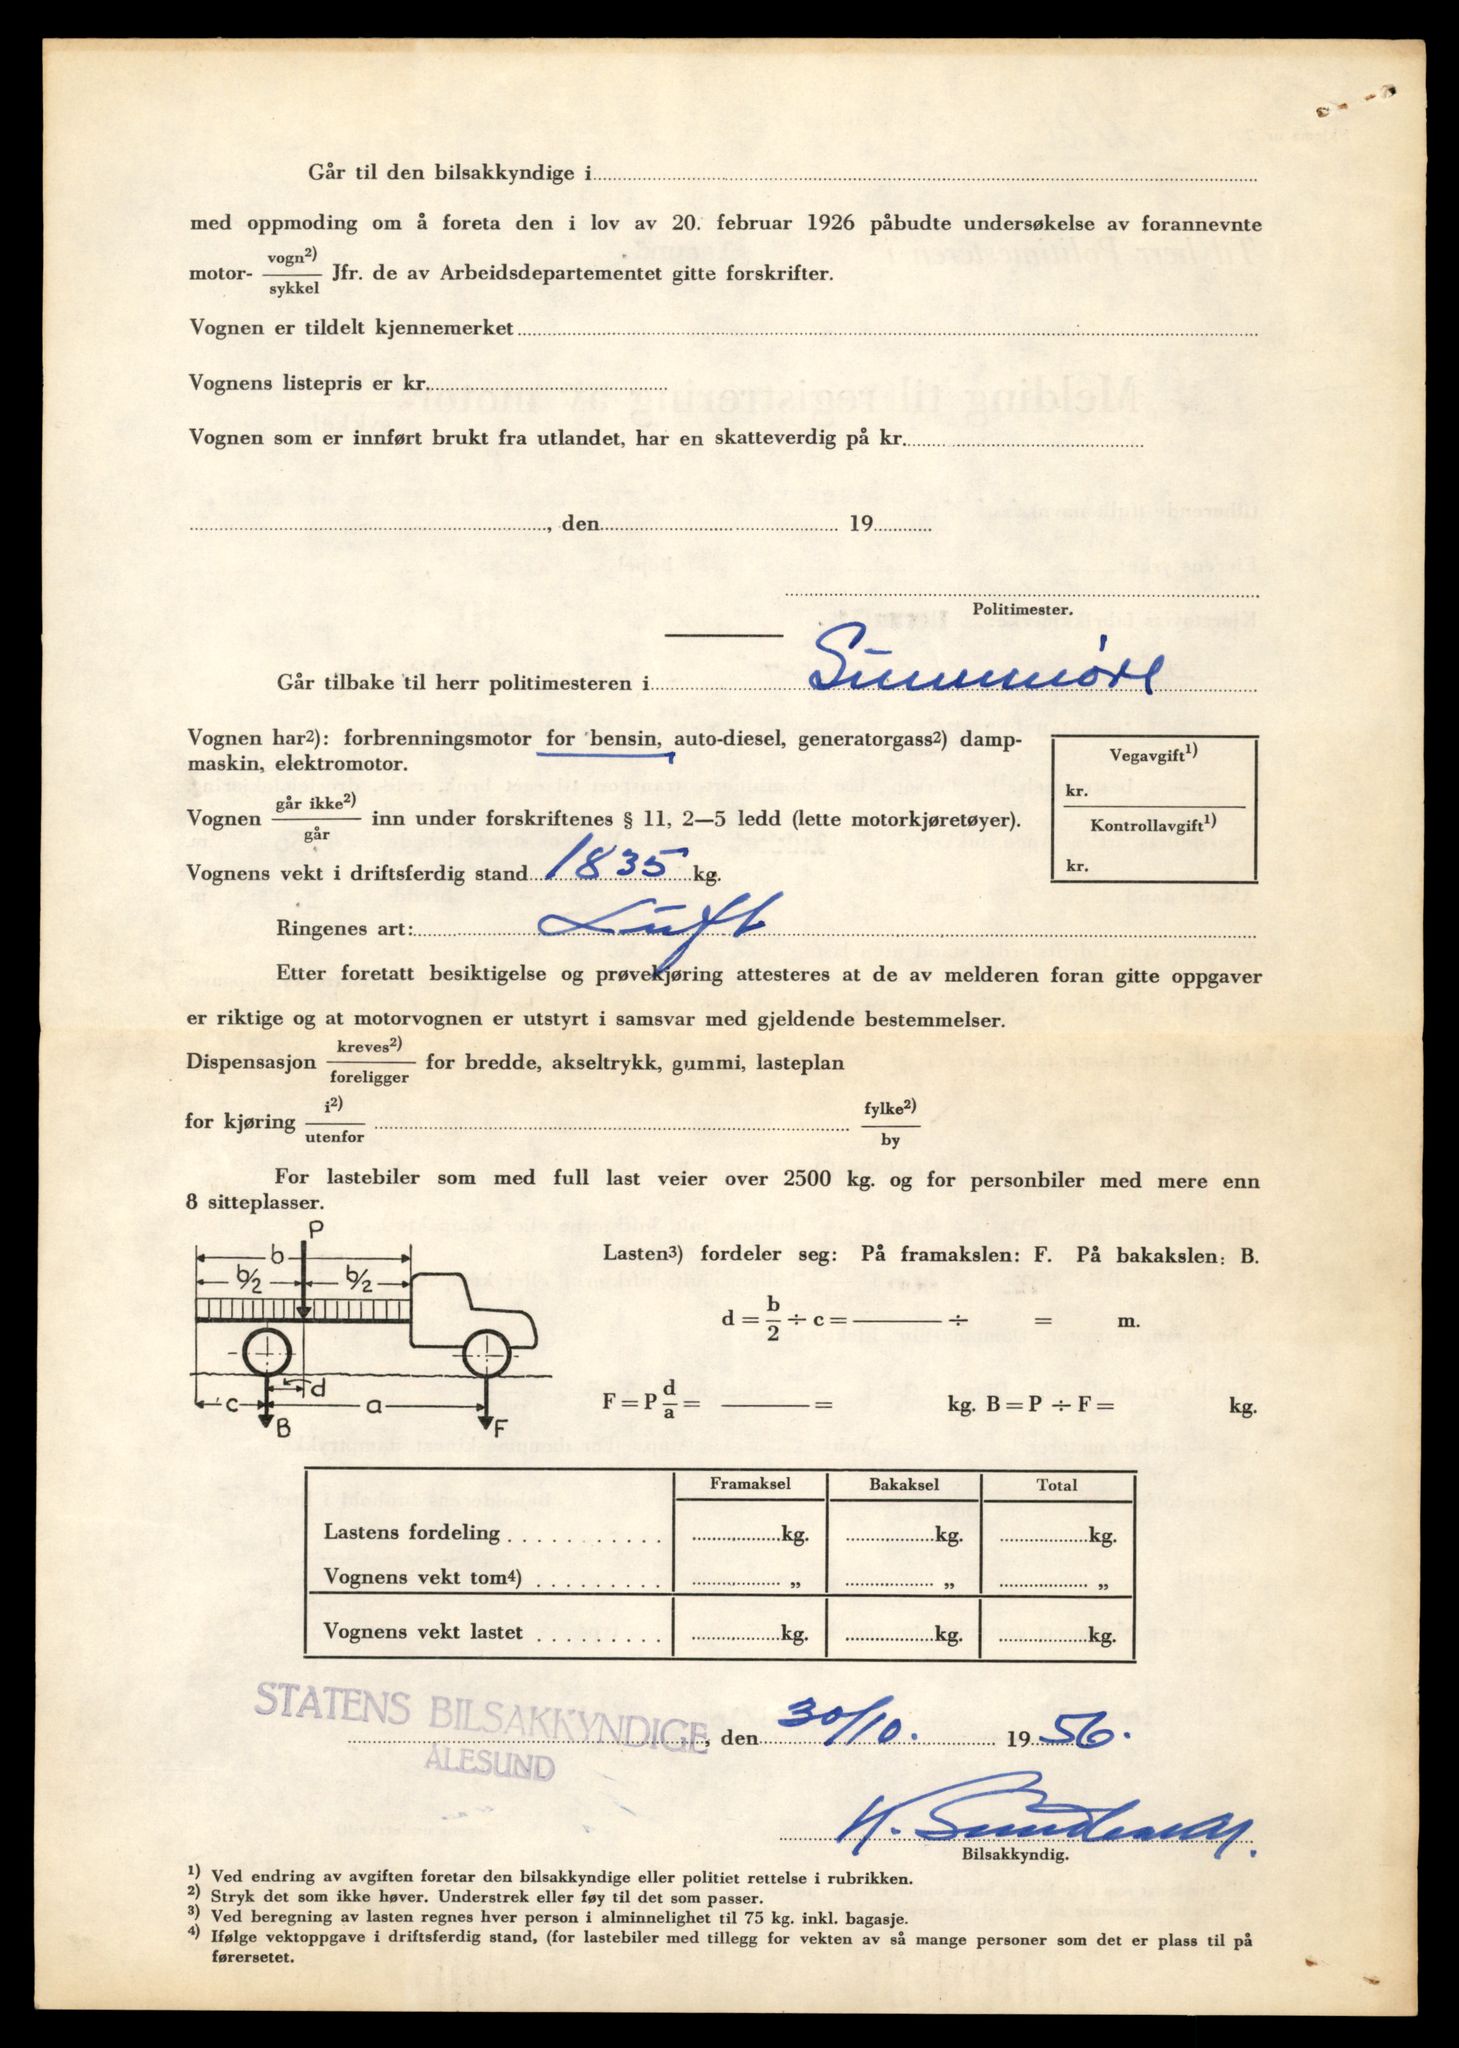 Går til den bilsakkyndige i
med oppmoding om å foreta den i lov av 20. februar 1926 påbudte undersøkelse av forannevnte
motor- vogn2) / sykkel Jfr. de av Arbeidsdepartementet gitte forskrifter.
Vognen er tildelt kjennemerket
Vognens listepris er kr.
Vognen som er innført brukt fra utlandet, har en skatteverdig på kr.
, den 19
Politimester.
Går tilbake til herr politimesteren i Sunnmøre
Vognen har2): forbrenningsmotor for bensin, auto-diesel, generatorgass2) damp-
maskin, elektromotor.
Vegavgift1)
kr.
Kontrollavgift1)
kr.
Vognen går ikke2) / går inn under forskriftenes § 11, 2—5 ledd (lette motorkjøretøyer).
Vognens vekt i driftsferdig stand 1835 kg.
Ringenes art: Luft
Etter foretatt besiktigelse og prøvekjøring attesteres at de av melderen foran gitte oppgaver
er riktige og at motorvognen er utstyrt i samsvar med gjeldende bestemmelser.
Dispensasjon kreves2) / foreligger for bredde, akseltrykk, gummi, lasteplan
for kjøring i2) / utenfor fylke2) / by
For lastebiler som med full last veier over 2500 kg. og for personbiler med mere enn
8 sitteplasser.
P
b
b/2 b/2
d
c a
B F
Lasten3) fordeler seg: På framakslen: F. På bakakslen: B.
d = b/2 ÷ c = ÷ = m.
F = P d/a = = kg. B = P ÷ F = kg.
Framaksel Bakaksel Total
Lastens fordeling kg. kg. kg.
Vognens vekt tom4) „ „ „
Vognens vekt lastet kg. kg. kg.
STATENS BILSAKKYNDIGE
ÅLESUND
, den 30/10. 1956.
Bilsakkyndig.
1) Ved endring av avgiften foretar den bilsakkyndige eller politiet rettelse i rubrikken.
2) Stryk det som ikke høver. Understrek eller føy til det som passer.
3) Ved beregning av lasten regnes hver person i alminnelighet til 75 kg. inkl. bagasje.
4) Ifølge vektoppgave i driftsferdig stand, (for lastebiler med tillegg for vekten av så mange personer som det er plass til på
førersetet.